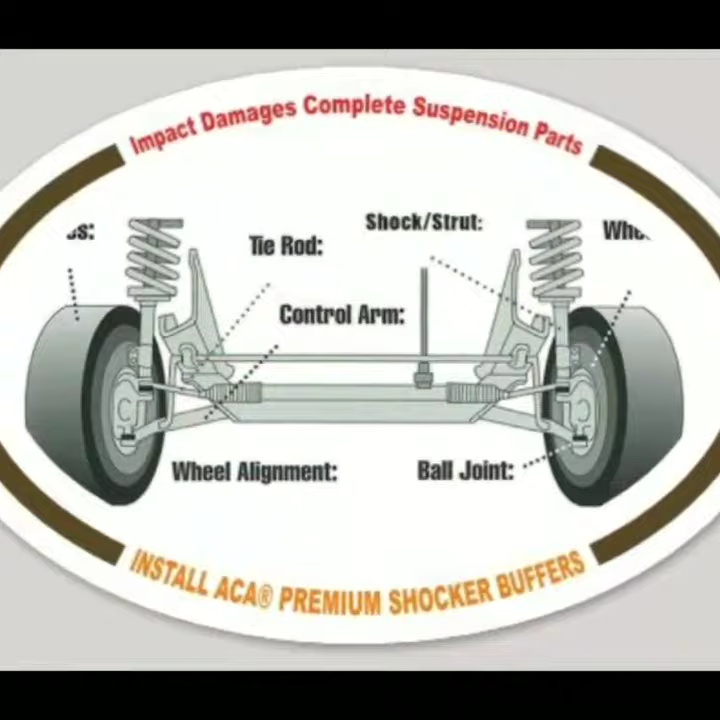 Impact Damages Complete Suspension Parts
Shock/Strut:
Tie Rod:
Control Arm:
Wheel Alignment:
Ball Joint:
INSTALL ACA® PREMIUM SHOCKER BUFFERS